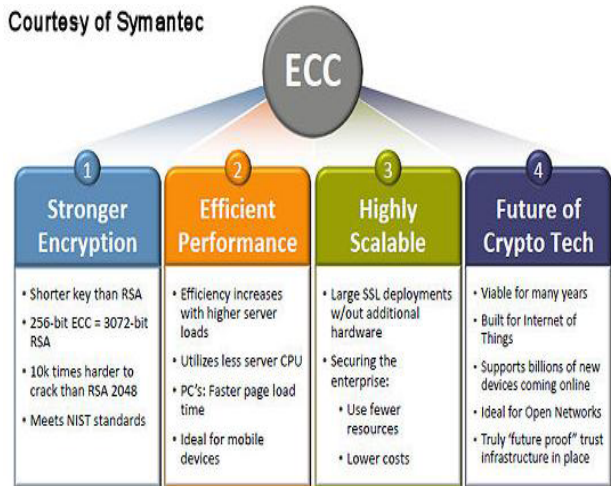 Courtesy of Symantec
ECC
1
Stronger
Encryption
• Shorter key than RSA
• 256-bit ECC = 3072-bit
RSA
• 10k times harder to
crack than RSA 2048
• Meets NIST standards
2
Efficient
Performance
• Efficiency increases
with higher server
loads
• Utilizes less server CPU
• PC's: Faster page load
time
• Ideal for mobile
devices
3
Highly
Scalable
• Large SSL deployments
w/out additional
hardware
• Securing the
enterprise:
• Use fewer
resources
• Lower costs
4
Future of
Crypto Tech
• Viable for many years
• Built for Internet of
Things
• Supports billions of new
devices coming online
• Ideal for Open Networks
• Truly 'future proof" trust
infrastructure in place